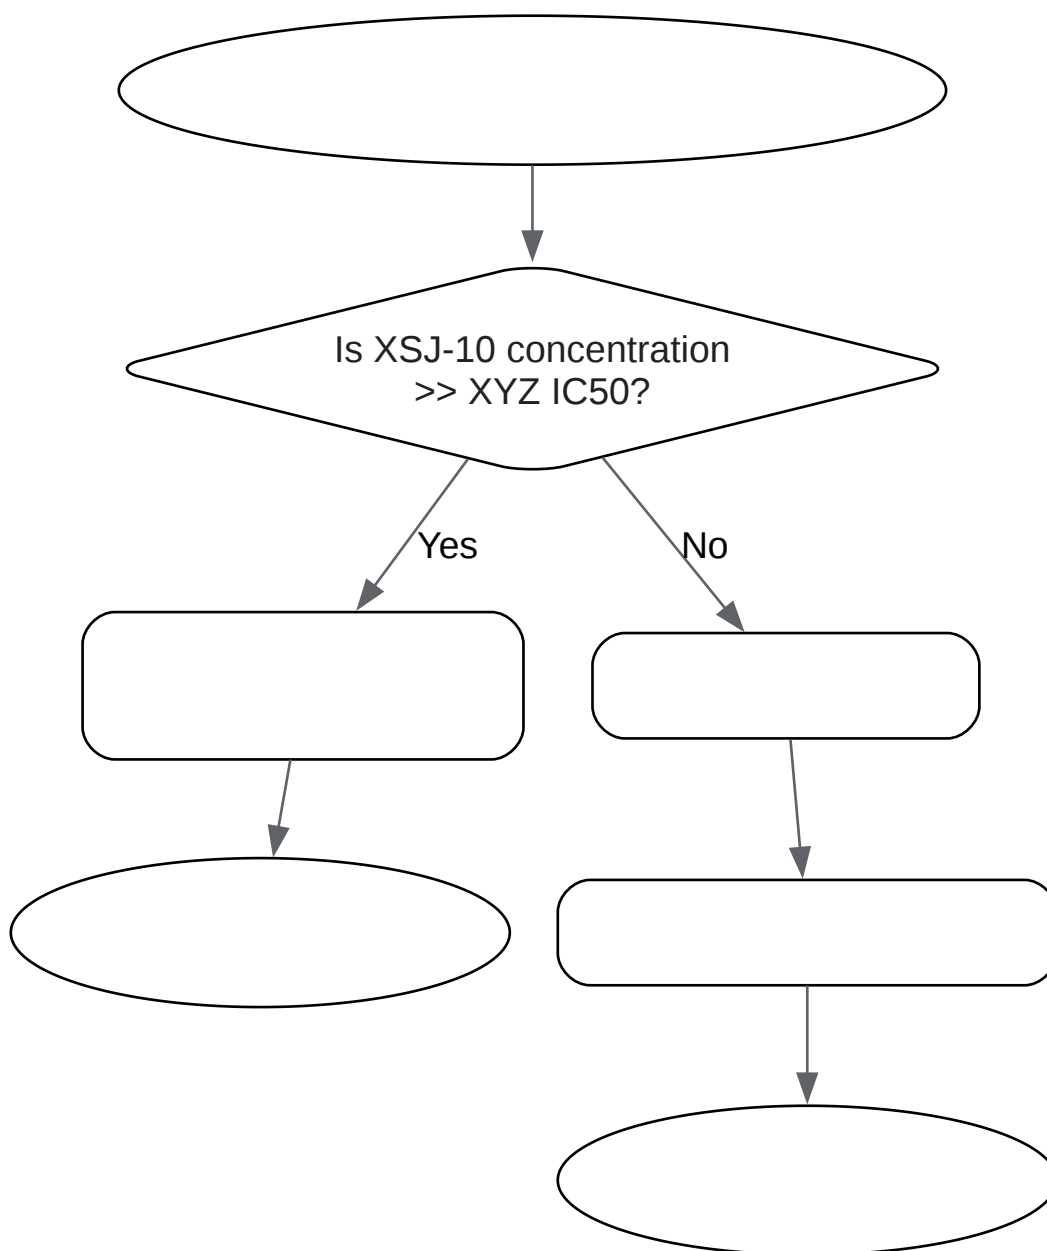 Is XSJ-10 concentration
>> XYZ IC50?
Yes
No